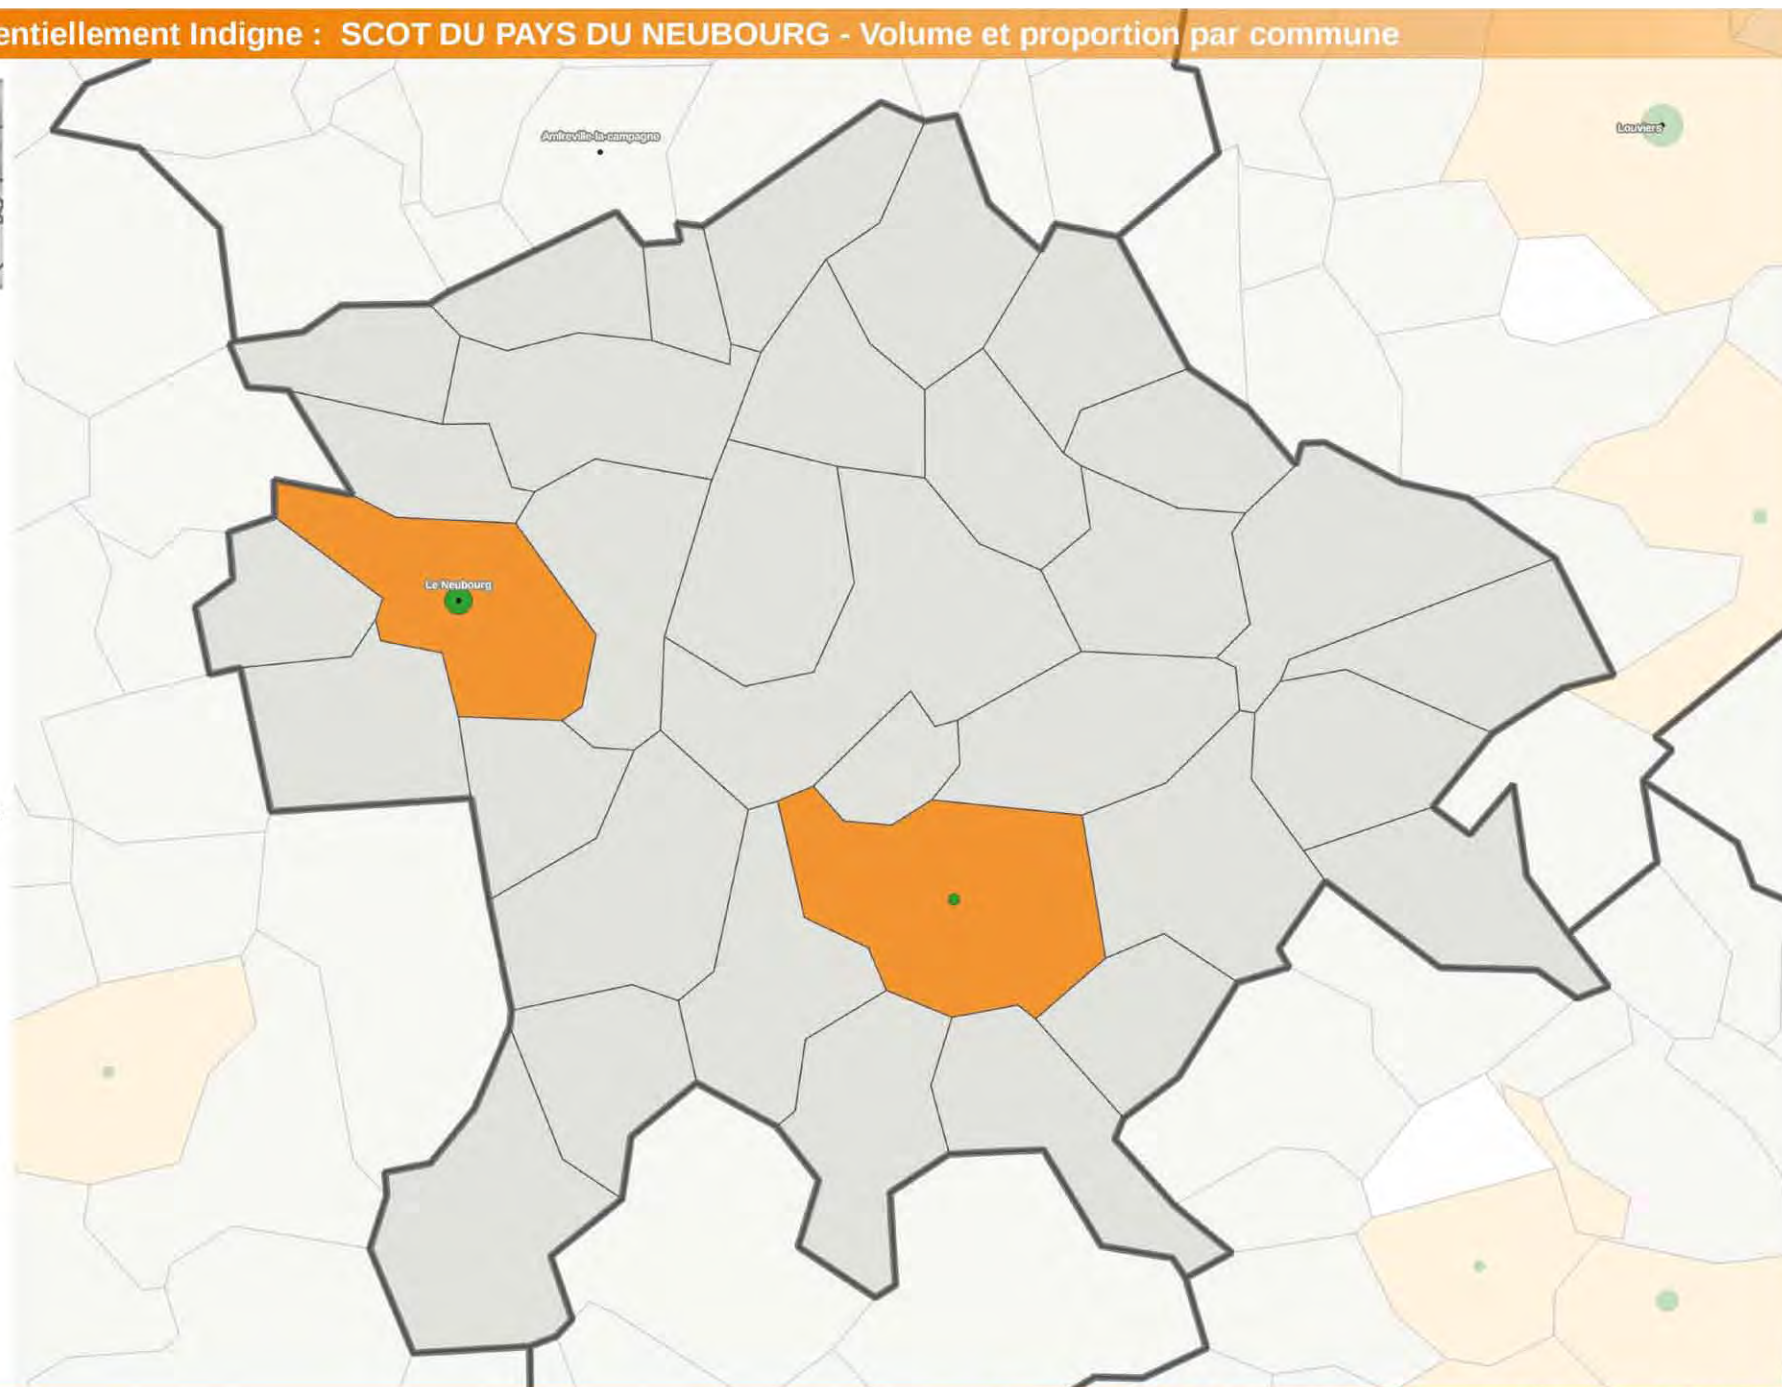 entiellement Indigne : SCOT DU PAYS DU NEUBOURG - Volume et proportion par commune
Amfreville-la-campagne
Louviers
Le Neubourg